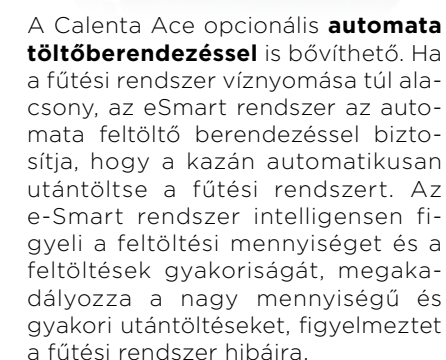 A Calenta Ace opcionális automata
töltőberendezéssel is bővíthető. Ha
a fűtési rendszer víznyomása túl ala-
csony, az eSmart rendszer az auto-
mata feltöltő berendezéssel bizto-
sítja, hogy a kazán automatikusan
utántöltse a fűtési rendszert. Az
e-Smart rendszer intelligensen fi-
gyeli a feltöltési mennyiséget és a
feltöltések gyakoriságát, megaka-
dályozza a nagy mennyiségű és
gyakori utántöltéseket, figyelmeztet
a fűtési rendszer hibáira.